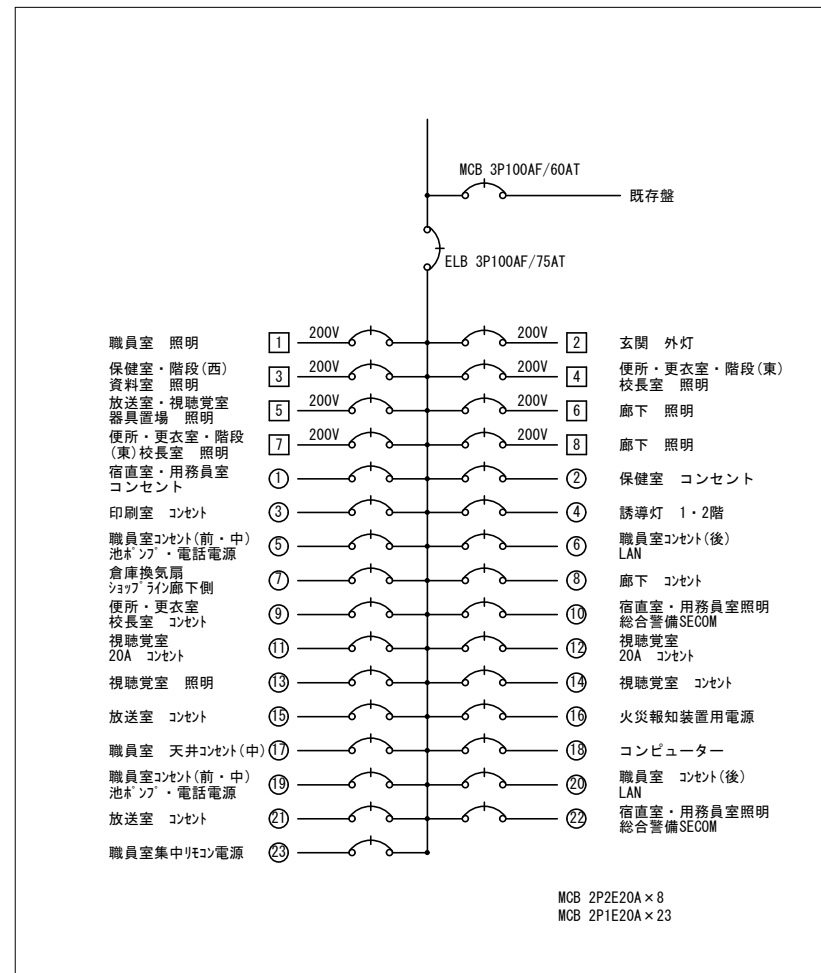 MCB 3P100AF/60AT
既存盤
ELB 3P100AF/75AT
職員室 照明 1 200V 200V 2 玄関 外灯
保健室・階段(西)
資料室 照明
3 200V 200V 4
便所・更衣室・階段(東)
校長室 照明
放送室・視聴覚室
器具置場 照明
5 200V 200V 6 廊下 照明
便所・更衣室・階段
(東)校長室 照明
7 200V 200V 8 廊下 照明
宿直室・用務員室
コンセント
① ② 保健室 コンセント
印刷室 コンセント ③ ④ 誘導灯 1・2階
職員室コンセント(前・中)
池ポンプ・電話電源
⑤ ⑥
職員室コンセント(後)
LAN
倉庫換気扇
ショップライン廊下側
⑦ ⑧ 廊下 コンセント
便所・更衣室
校長室 コンセント
⑨ ⑩
宿直室・用務員室照明
総合警備SECOM
視聴覚室
20A コンセント
⑪ ⑫
視聴覚室
20A コンセント
視聴覚室 照明 ⑬ ⑭ 視聴覚室 コンセント
放送室 コンセント ⑮ ⑯ 火災報知装置用電源
職員室 天井コンセント(中) ⑰ ⑱ コンピューター
職員室コンセント(前・中)
池ポンプ・電話電源
⑲ ⑳
職員室 コンセント(後)
LAN
放送室 コンセント ㉑ ㉒
宿直室・用務員室照明
総合警備SECOM
職員室集中リモコン電源 ㉓
MCB 2P2E20A×8
MCB 2P1E20A×23